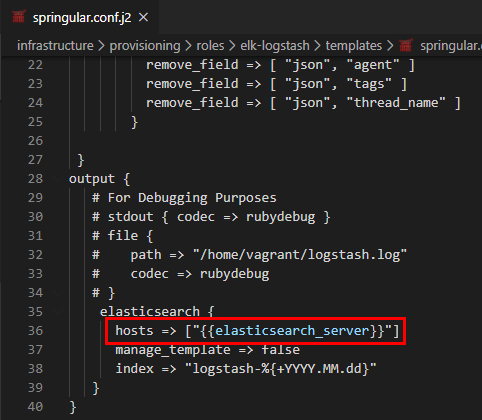 springular.conf.j2 ×
infrastructure > provisioning > roles > elk-logstash > templates > springular.c
22 remove_field => [ "json", "agent" ]
23 remove_field => [ "json", "tags" ]
24 remove_field => [ "json", "thread_name" ]
25 }
26
27 }
28 output {
29 # For Debugging Purposes
30 # stdout { codec => rubydebug }
31 # file {
32 #   path => "/home/vagrant/logstash.log"
33 #   codec => rubydebug
34 # }
35 elasticsearch {
36 hosts => ["{{elasticsearch_server}}"]
37 manage_template => false
38 index => "logstash-%{+YYYY.MM.dd}"
39 }
40 }